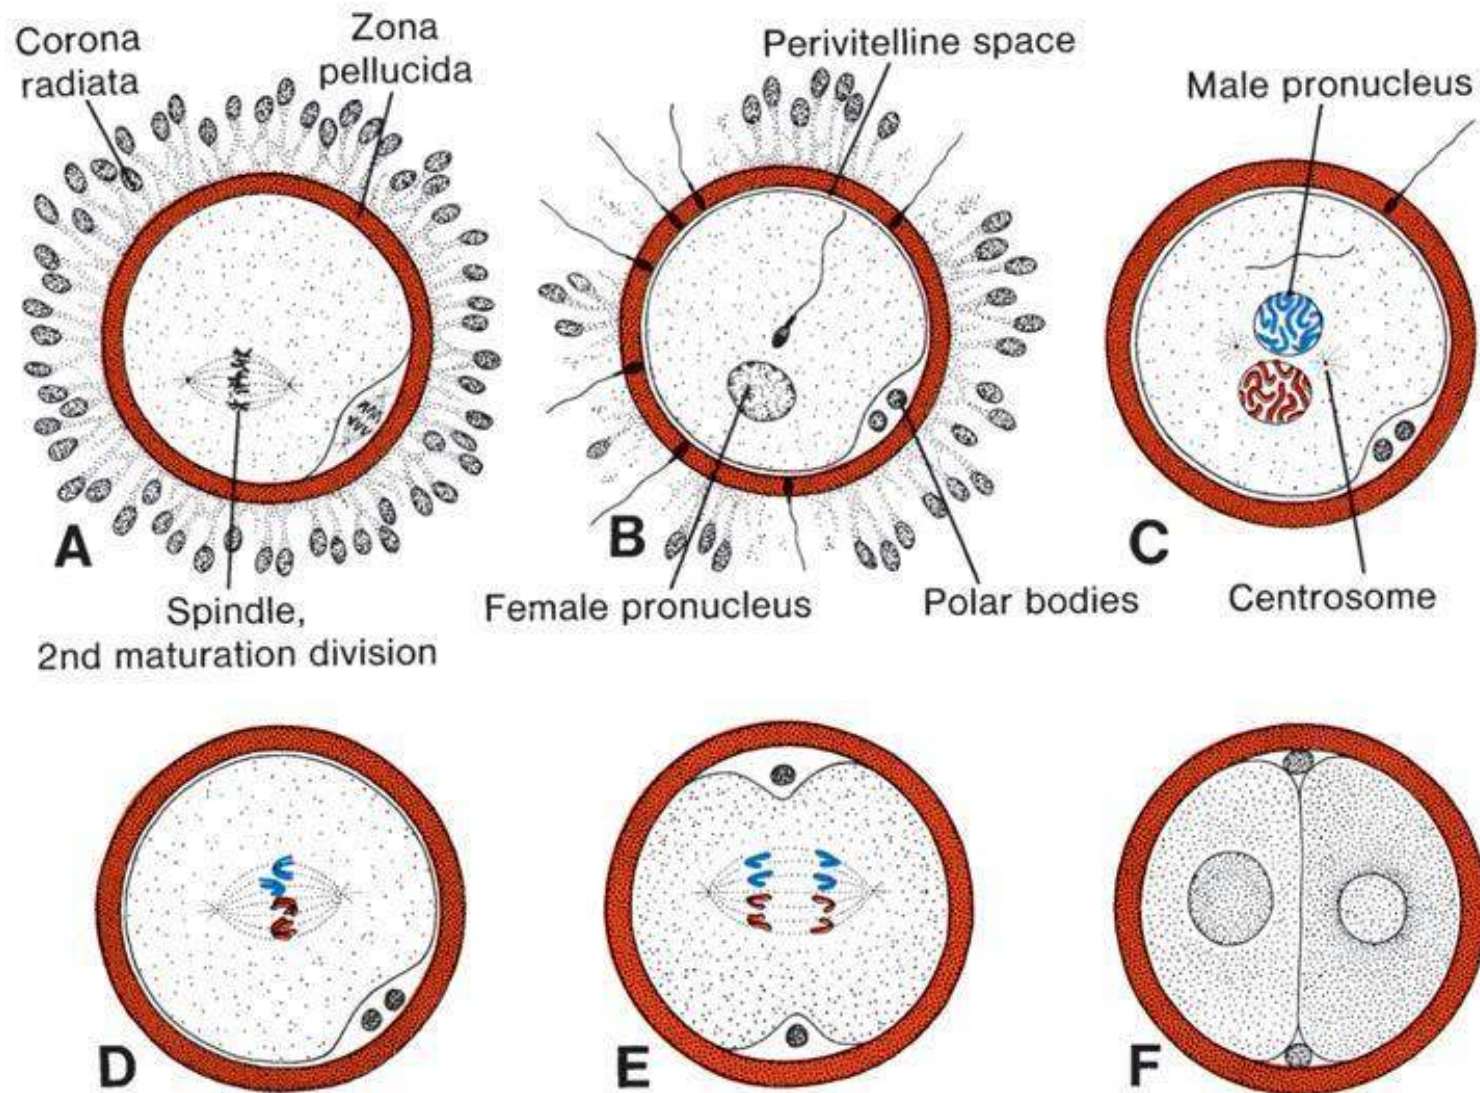 Corona
radiata
Zona
pellucida
Perivitelline space
Male pronucleus
A
B
C
Spindle,
2nd maturation division
Female pronucleus
Polar bodies
Centrosome
D
E
F